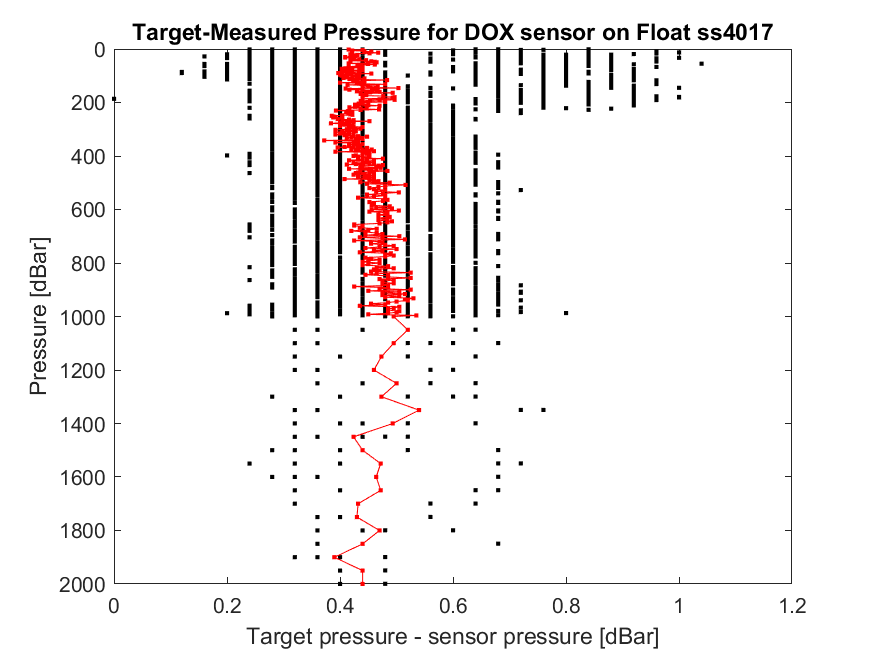 Target-Measured Pressure for DOX sensor on Float ss4017
0
200
400
600
800
1000
1200
1400
1600
1800
2000
Pressure [dBar]
0 0.2 0.4 0.6 0.8 1 1.2
Target pressure - sensor pressure [dBar]